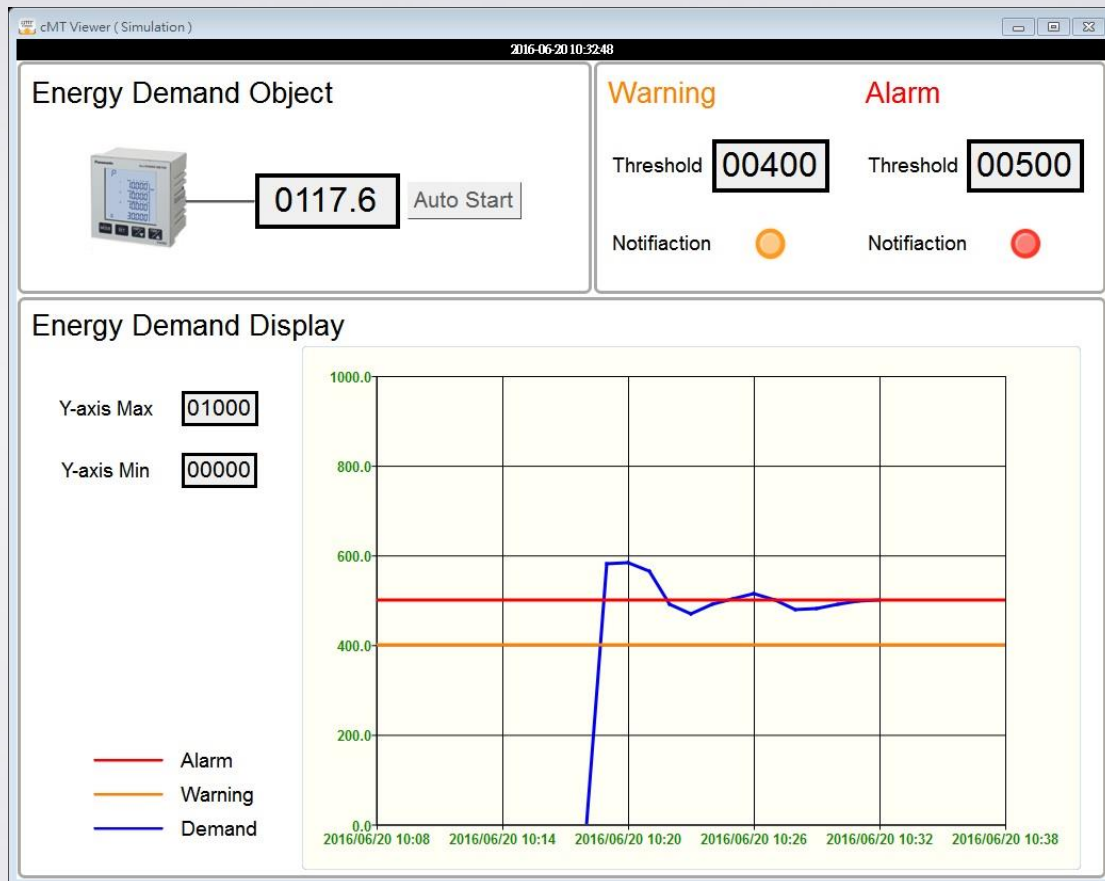 cMT Viewer ( Simulation )
2016-06-20 10:32:48
Energy Demand Object
0117.6
Auto Start
Warning
Alarm
Threshold 00400
Threshold 00500
Notifiaction
Notifiaction
Energy Demand Display
Y-axis Max 01000
Y-axis Min 00000
Alarm
Warning
Demand
1000.0
800.0
600.0
400.0
200.0
0.0
2016/06/20 10:08 2016/06/20 10:14 2016/06/20 10:20 2016/06/20 10:26 2016/06/20 10:32 2016/06/20 10:38